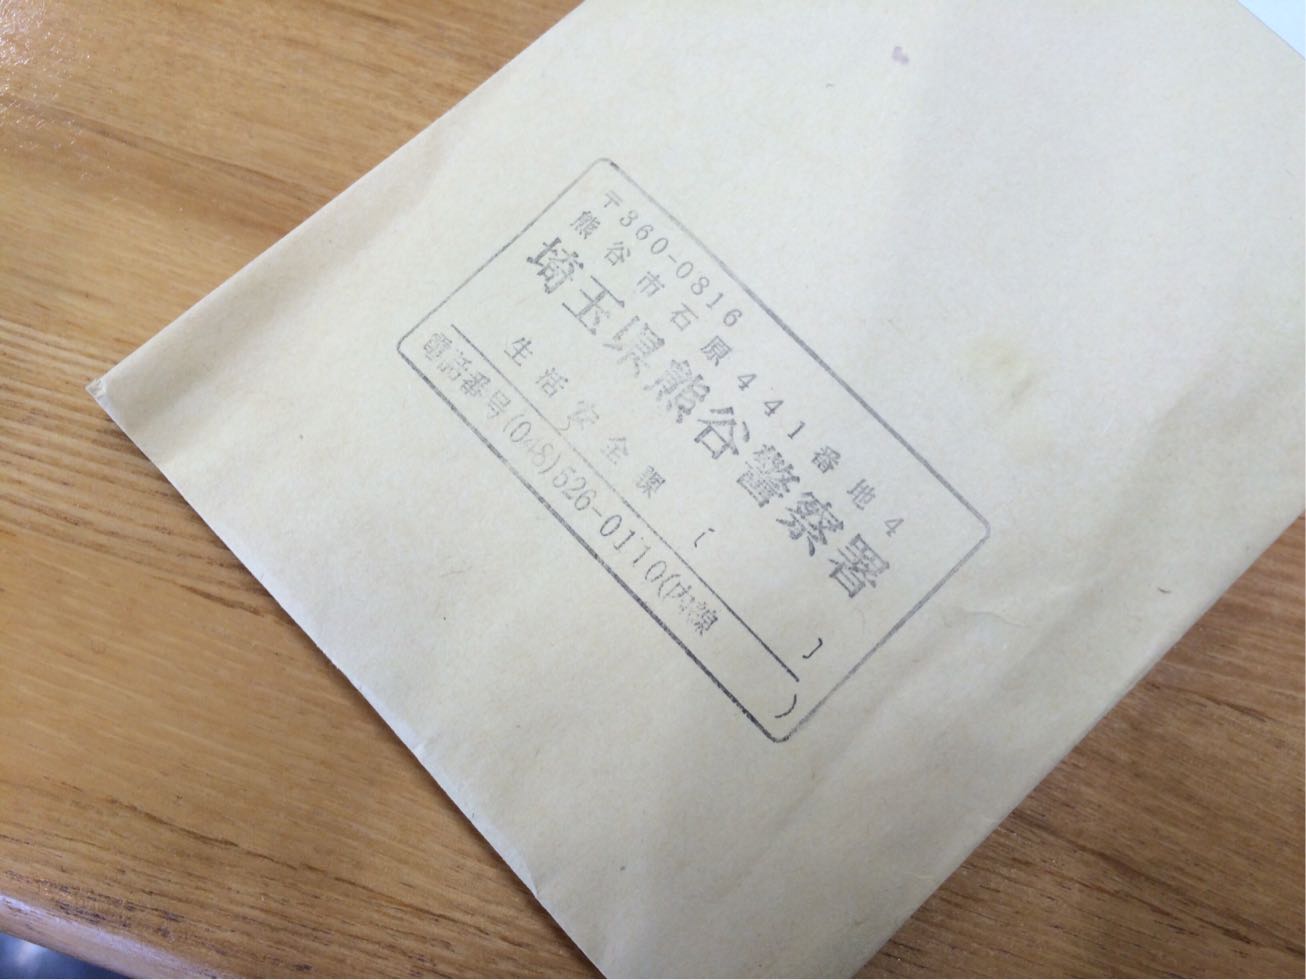 〒360-0816
熊谷市石原441番地4
埼玉県熊谷警察署
生活安全課 [ ]
電話番号(048)526-0110(内線 )